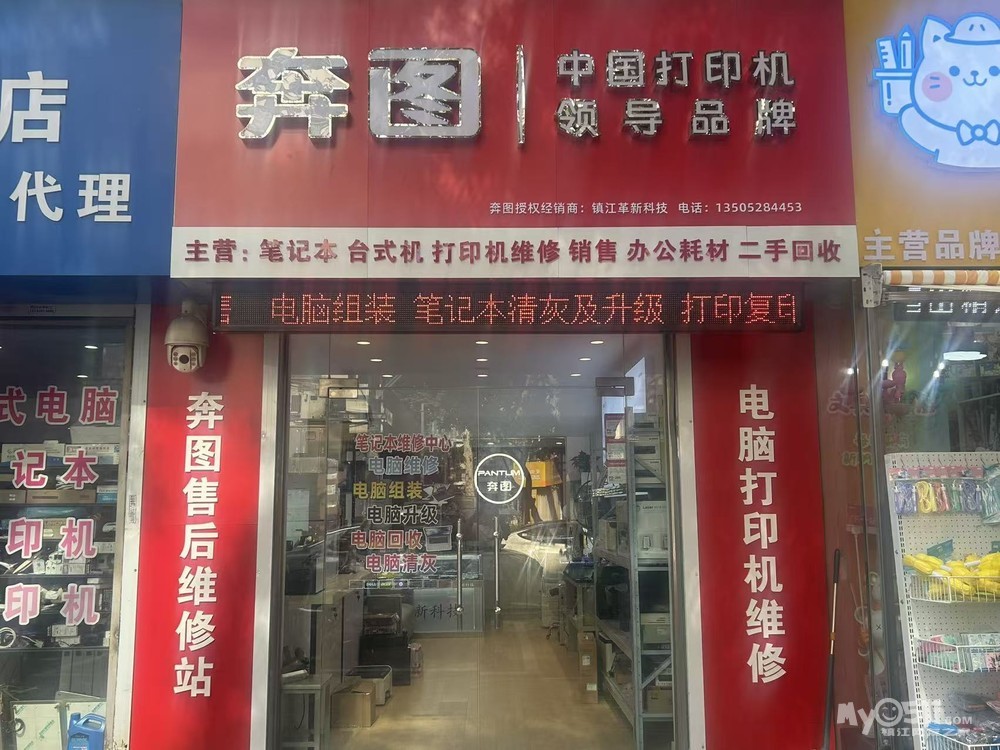 店
代理
奔图
中国打印机
领导品牌
奔图授权经销商：镇江革新科技 电话：13505284453
主营：笔记本 台式机 打印机维修 销售 办公耗材 二手回收
主营品牌
电脑组装 笔记本清灰及升级 打印复印
式电脑
记本
印机
印机
奔图售后维修站
笔记本维修中心
电脑维修
电脑组装
电脑升级
电脑回收
电脑清灰
PANTUM
奔图
新科技
电脑打印机维修